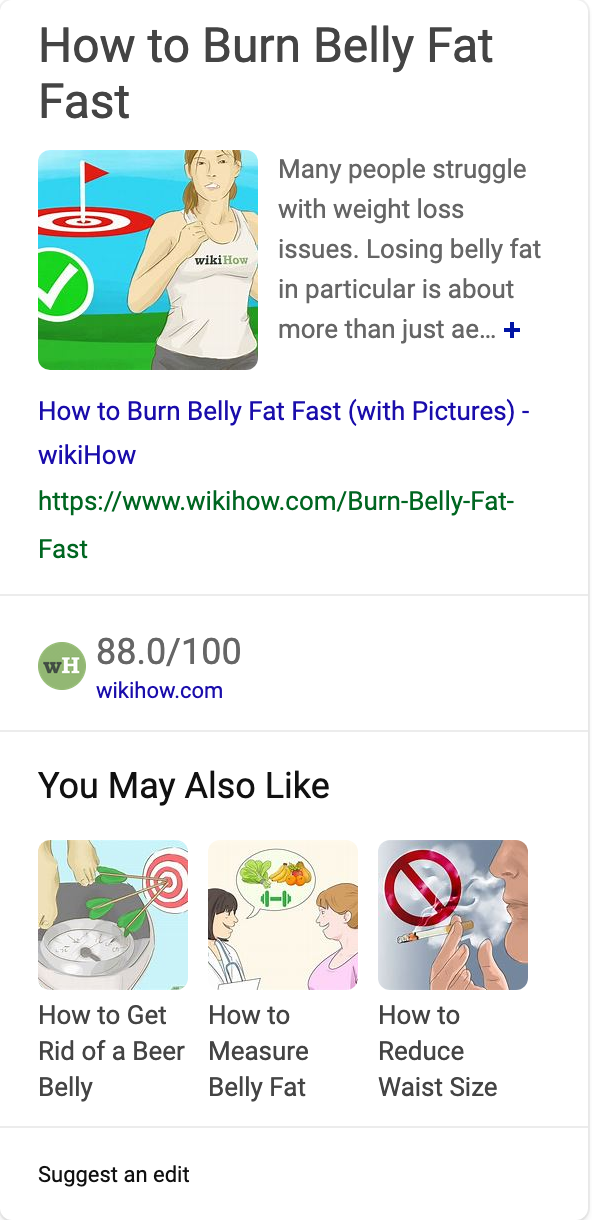 How to Burn Belly Fat
Fast
wikiHow
Many people struggle
with weight loss
issues. Losing belly fat
in particular is about
more than just ae... +
How to Burn Belly Fat Fast (with Pictures) -
wikiHow
https://www.wikihow.com/Burn-Belly-Fat-
Fast
wH
88.0/100
wikihow.com
You May Also Like
How to Get
Rid of a Beer
Belly
How to
Measure
Belly Fat
How to
Reduce
Waist Size
Suggest an edit